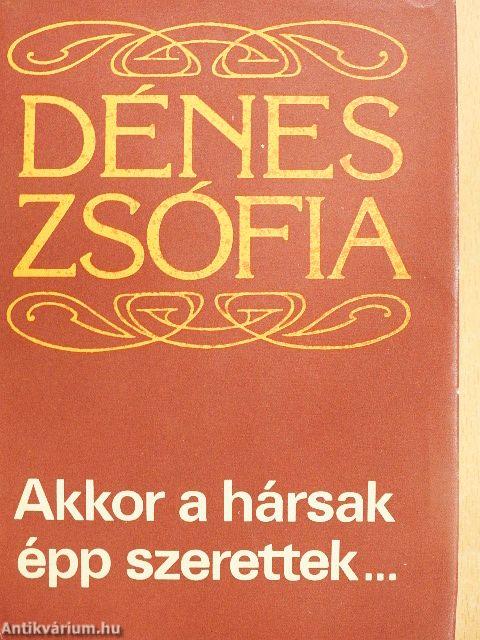 DÉNES
ZSÓFIA
Akkor a hársak
épp szerettek...
Antikvárium.hu